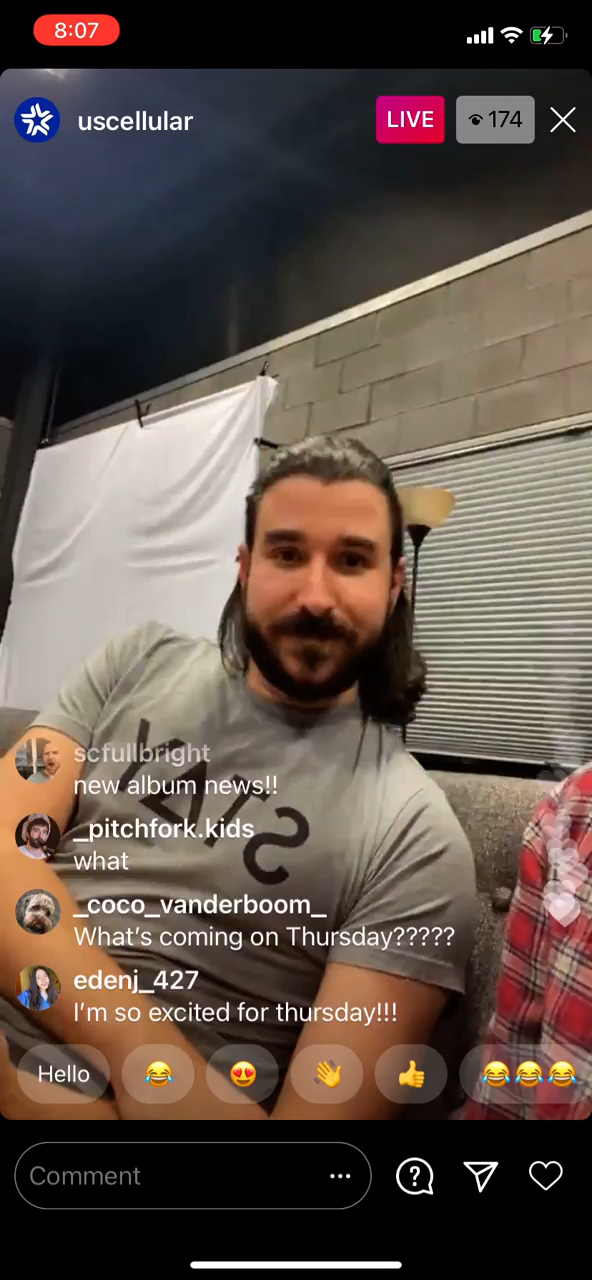 8:07
uscellular
LIVE
174
scfullbright
new album news!!
STAY
_pitchfork.kids
what
_coco_vanderboom_
What's coming on Thursday?????
edenj_427
I'm so excited for thursday!!!
Hello
Comment